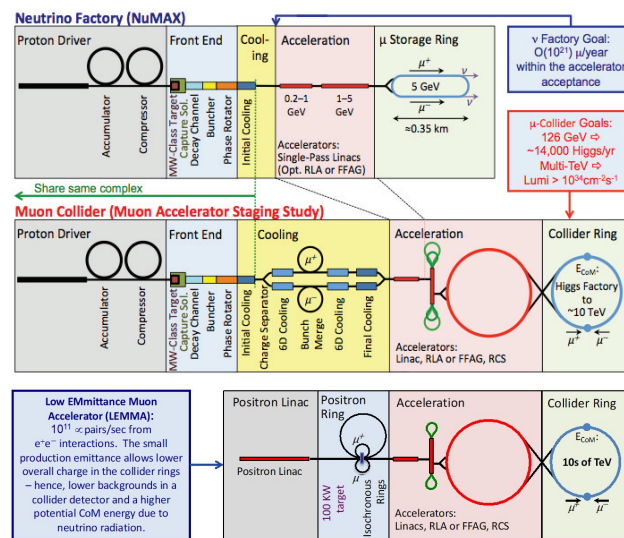 Neutrino Factory (NuMAX)
Proton Driver
Front End
Cool-
ing
Acceleration
μ Storage Ring
ν Factory Goal:
O(10²¹) μ/year
within the accelerator
acceptance
Accumulator
Compressor
MW-Class Target
Capture Sol.
Decay Channel
Buncher
Phase Rotator
Initial Cooling
0.2–1
GeV
1–5
GeV
Accelerators:
Single-Pass Linacs
(Opt. RLA or FFAG)
μ⁺
ν
5 GeV
μ⁻
ν
≈0.35 km
μ-Collider Goals:
126 GeV ⇨
~14,000 Higgs/yr
Multi-TeV ⇨
Lumi > 10³⁴cm⁻²s⁻¹
Share same complex
Muon Collider (Muon Accelerator Staging Study)
Proton Driver
Front End
Cooling
Acceleration
Collider Ring
Accumulator
Compressor
MW-Class Target
Capture Sol.
Decay Channel
Buncher
Phase Rotator
Initial Cooling
Charge Separator
μ⁺
μ⁻
6D Cooling
Bunch
Merge
6D Cooling
Final Cooling
Accelerators:
Linac, RLA or FFAG, RCS
E_CoM:
Higgs Factory
to
~10 TeV
μ⁺
μ⁻
Low EMmittance Muon
Accelerator (LEMMA):
10¹¹ ∝pairs/sec from
e⁺e⁻ interactions. The small
production emittance allows lower
overall charge in the collider rings
– hence, lower backgrounds in a
collider detector and a higher
potential CoM energy due to
neutrino radiation.
Positron Linac
Positron
Ring
Acceleration
Collider Ring
Positron Linac
100 KW
target
μ⁺
μ⁻
Isochronous
Rings
Accelerators:
Linacs, RLA or FFAG, RCS
E_CoM:
10s of TeV
μ⁺
μ⁻